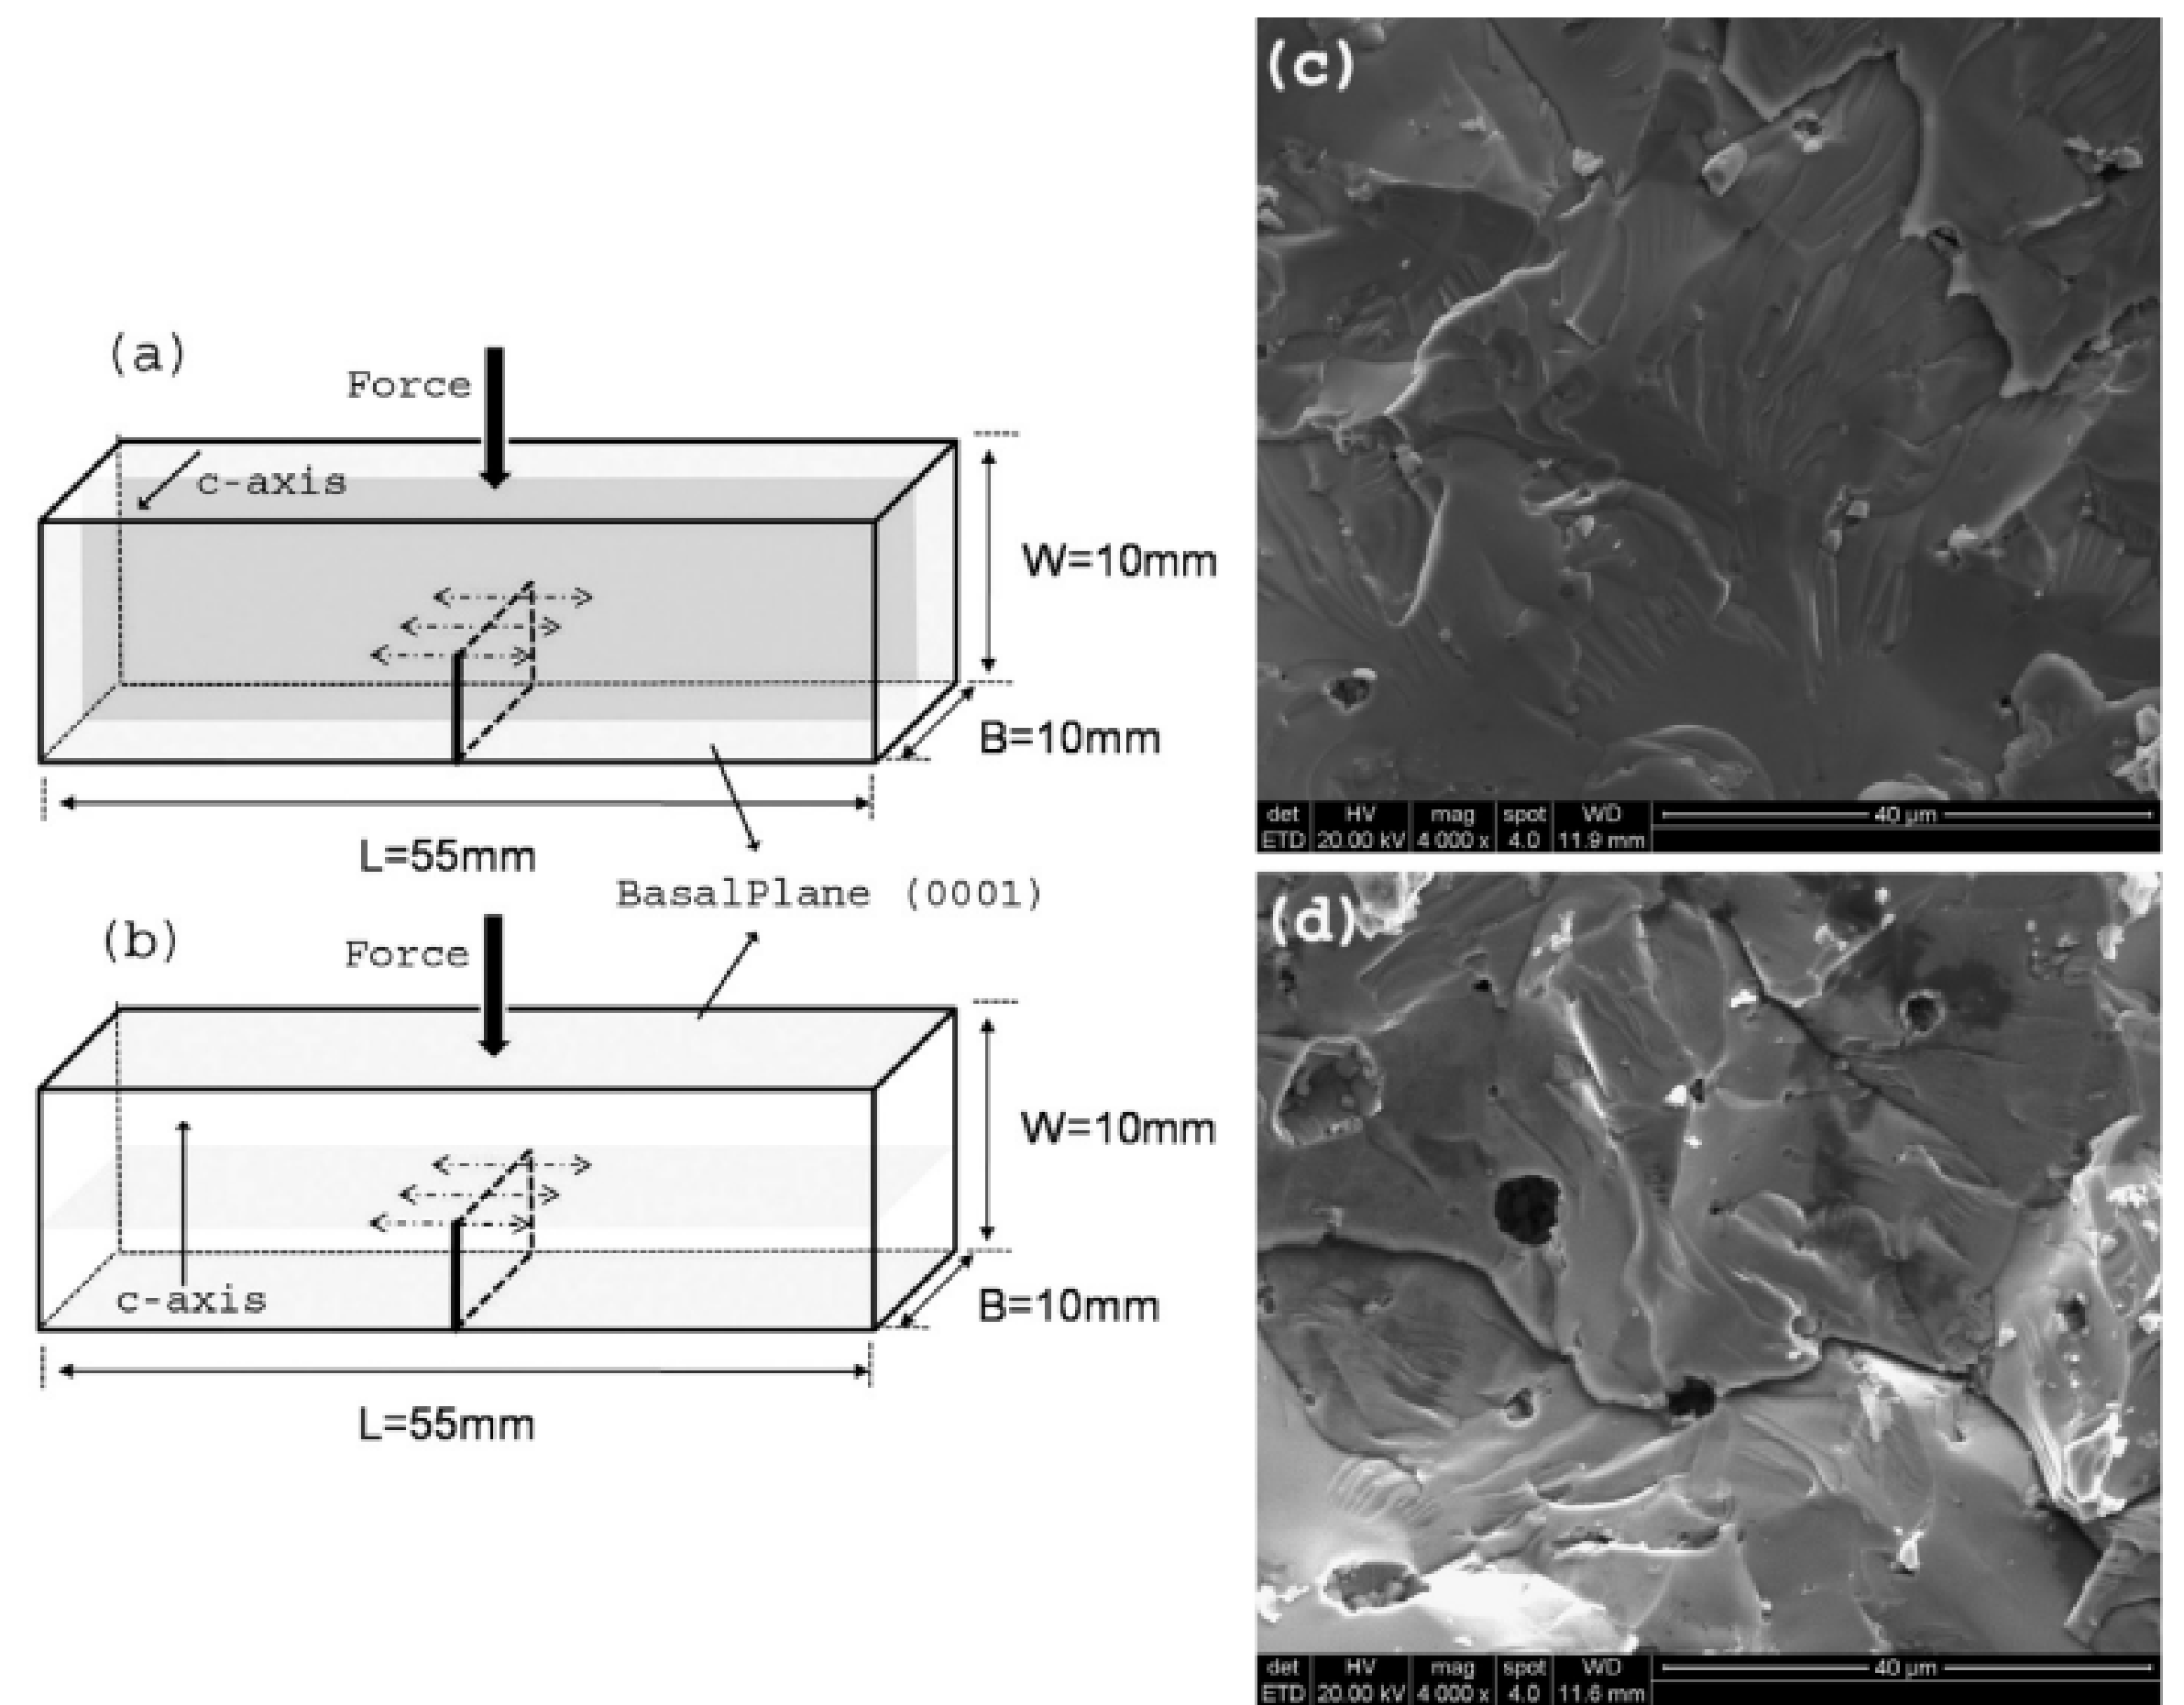 (a)
Force
c-axis
W=10mm
B=10mm
L=55mm
BasalPlane (0001)
(b)
Force
W=10mm
c-axis
B=10mm
L=55mm
(c)
det HV mag spot WD 40 µm
ETD 20.00 kV 4 000 x 4.0 11.9 mm
(d)
det HV mag spot WD 40 µm
ETD 20.00 kV 4 000 x 4.0 11.6 mm